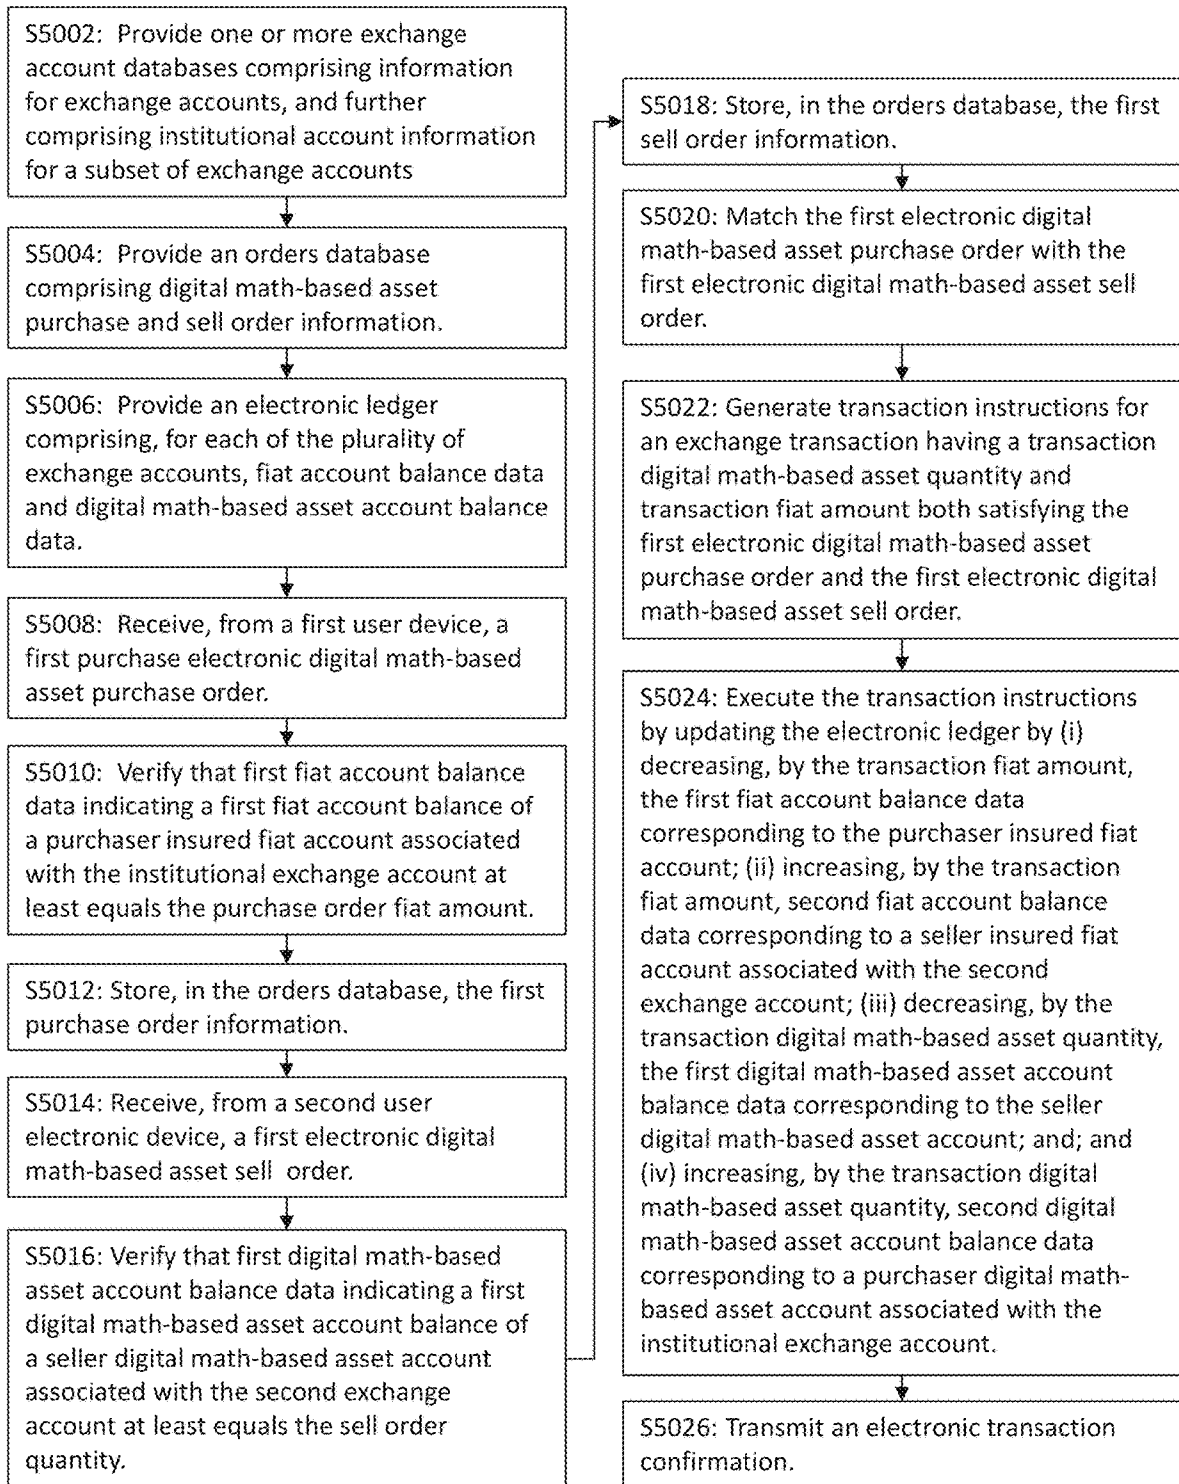 S5002: Provide one or more exchange
account databases comprising information
for exchange accounts, and further
comprising institutional account information
for a subset of exchange accounts
S5004: Provide an orders database
comprising digital math-based asset
purchase and sell order information.
S5006: Provide an electronic ledger
comprising, for each of the plurality of
exchange accounts, fiat account balance data
and digital math-based asset account balance
data.
S5008: Receive, from a first user device, a
first purchase electronic digital math-based
asset purchase order.
S5010: Verify that first fiat account balance
data indicating a first fiat account balance of
a purchaser insured fiat account associated
with the institutional exchange account at
least equals the purchase order fiat amount.
S5012: Store, in the orders database, the first
purchase order information.
S5014: Receive, from a second user
electronic device, a first electronic digital
math-based asset sell order.
S5016: Verify that first digital math-based
asset account balance data indicating a first
digital math-based asset account balance of
a seller digital math-based asset account
associated with the second exchange
account at least equals the sell order
quantity.
S5018: Store, in the orders database, the first
sell order information.
S5020: Match the first electronic digital
math-based asset purchase order with the
first electronic digital math-based asset sell
order.
S5022: Generate transaction instructions for
an exchange transaction having a transaction
digital math-based asset quantity and
transaction fiat amount both satisfying the
first electronic digital math-based asset
purchase order and the first electronic digital
math-based asset sell order.
S5024: Execute the transaction instructions
by updating the electronic ledger by (i)
decreasing, by the transaction fiat amount,
the first fiat account balance data
corresponding to the purchaser insured fiat
account; (ii) increasing, by the transaction
fiat amount, second fiat account balance
data corresponding to a seller insured fiat
account associated with the second
exchange account; (iii) decreasing, by the
transaction digital math-based asset quantity,
the first digital math-based asset account
balance data corresponding to the seller
digital math-based asset account; and; and
(iv) increasing, by the transaction digital
math-based asset quantity, second digital
math-based asset account balance data
corresponding to a purchaser digital math-
based asset account associated with the
institutional exchange account.
S5026: Transmit an electronic transaction
confirmation.